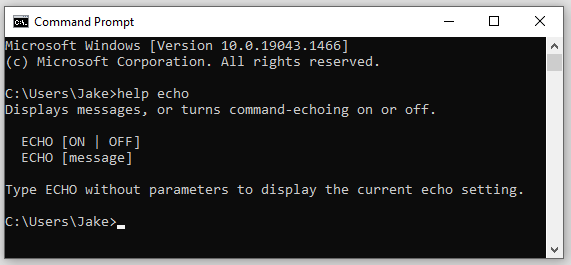 Command Prompt
Microsoft Windows [Version 10.0.19043.1466]
(c) Microsoft Corporation. All rights reserved.
C:\Users\Jake>help echo
Displays messages, or turns command-echoing on or off.
ECHO [ON | OFF]
ECHO [message]
Type ECHO without parameters to display the current echo setting.
C:\Users\Jake>